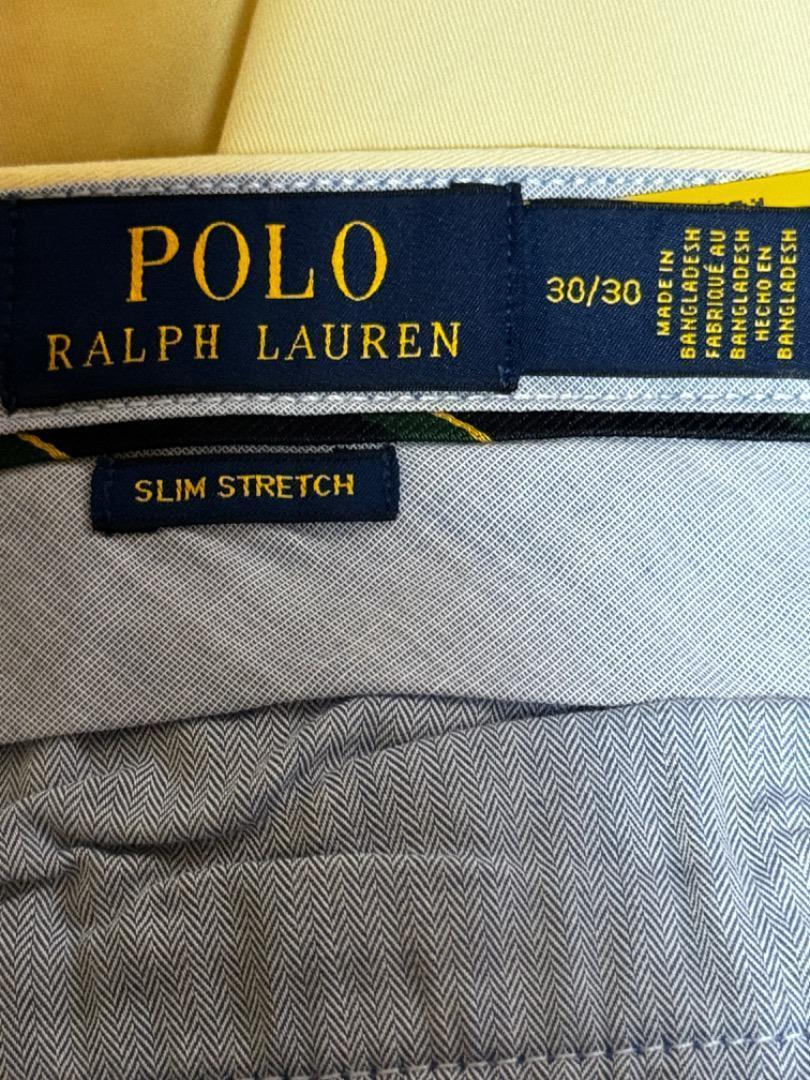 POLO
RALPH LAUREN
30/30
MADE IN
BANGLADESH
FABRIQUÉ AU
BANGLADESH
HECHO EN
BANGLADESH
SLIM STRETCH